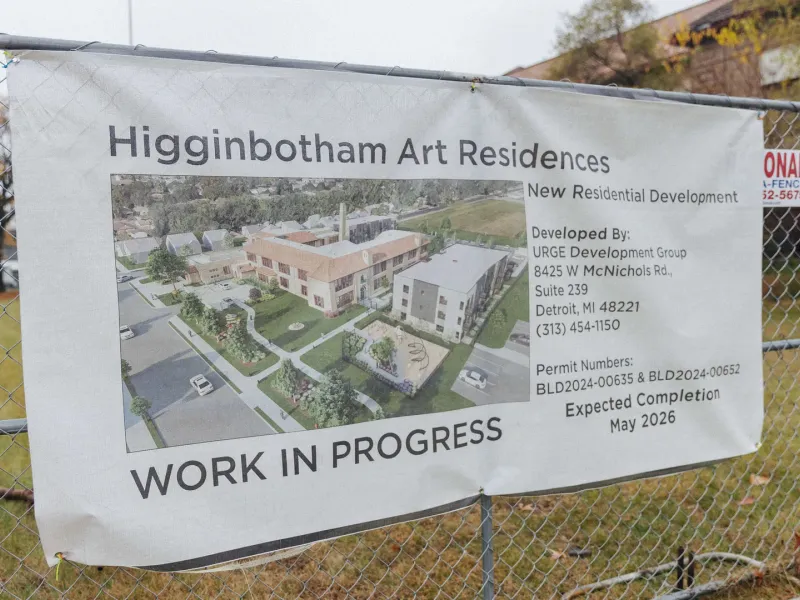 Higginbotham Art Residences
New Residential Development
Developed By:
URGE Development Group
8425 W McNichols Rd.,
Suite 239
Detroit, MI 48221
(313) 454-1150
Permit Numbers:
BLD2024-00635 & BLD2024-00652
Expected Completion
May 2026
WORK IN PROGRESS